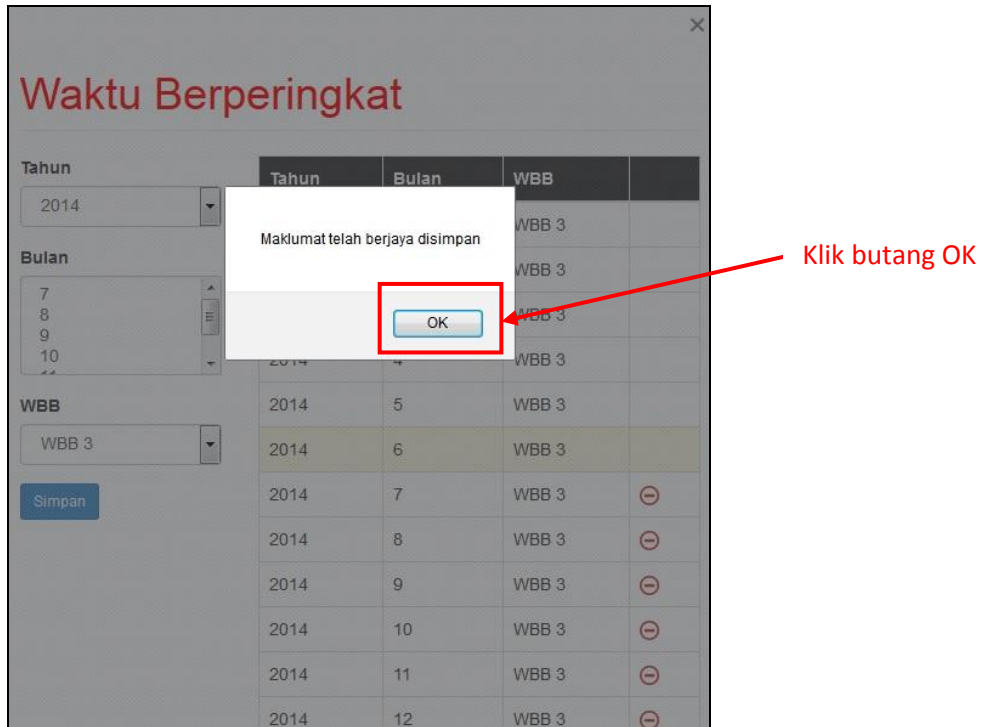 ×
Waktu Berperingkat
Tahun
2014
Bulan
7
8
9
10
WBB
WBB 3
Simpan
Tahun Bulan WBB
WBB 3
WBB 3
WBB 3
2014 4 WBB 3
2014 5 WBB 3
2014 6 WBB 3
2014 7 WBB 3
2014 8 WBB 3
2014 9 WBB 3
2014 10 WBB 3
2014 11 WBB 3
2014 12 WBB 3
Maklumat telah berjaya disimpan
OK
Klik butang OK